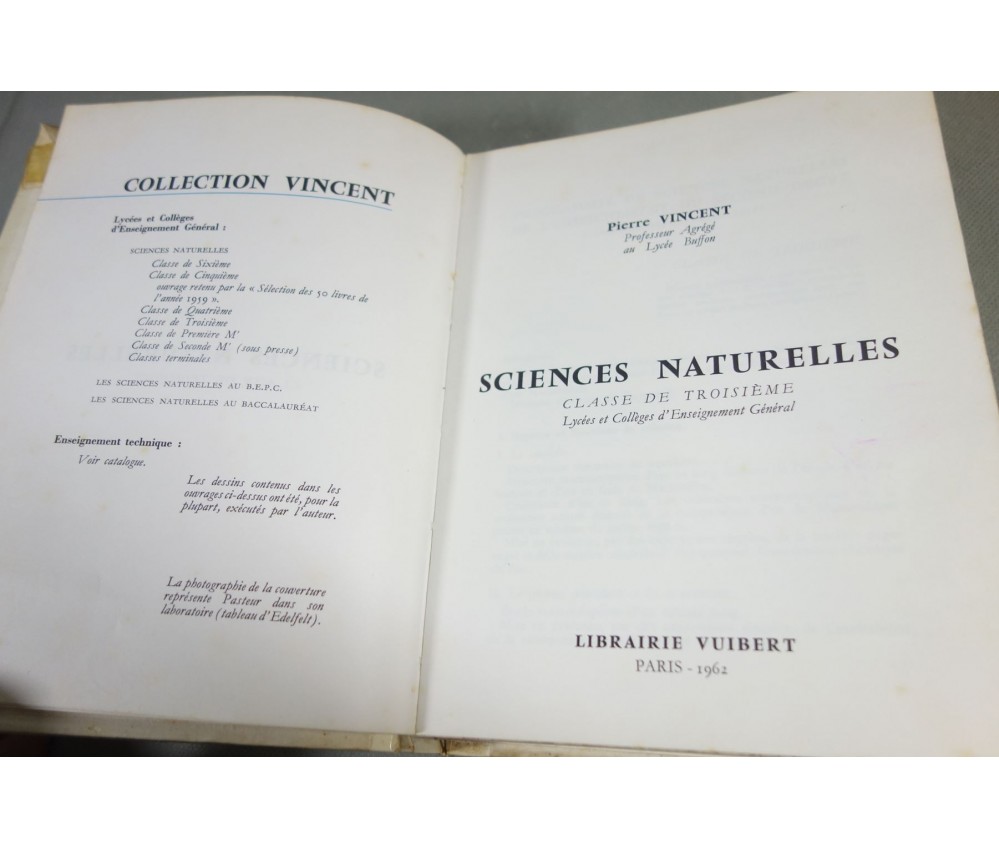 COLLECTION VINCENT
Lycées et Collèges
d'Enseignement Général :
SCIENCES NATURELLES
Classe de Sixième
Classe de Cinquième
ouvrage retenu par la « Sélection des 50 livres de
l'année 1959 ».
Classe de Quatrième
Classe de Troisième
Classe de Première M'
Classe de Seconde M' (sous presse)
Classes terminales
LES SCIENCES NATURELLES AU B.E.P.C.
LES SCIENCES NATURELLES AU BACCALAURÉAT
Enseignement technique :
Voir catalogue.
Les dessins contenus dans les
ouvrages ci-dessus ont été, pour la
plupart, exécutés par l'auteur.
La photographie de la couverture
représente Pasteur dans son
laboratoire (tableau d'Edelfelt).
Pierre VINCENT
Professeur Agrégé
au Lycée Buffon
SCIENCES NATURELLES
CLASSE DE TROISIÈME
Lycées et Collèges d'Enseignement Général
LIBRAIRIE VUIBERT
PARIS - 1962